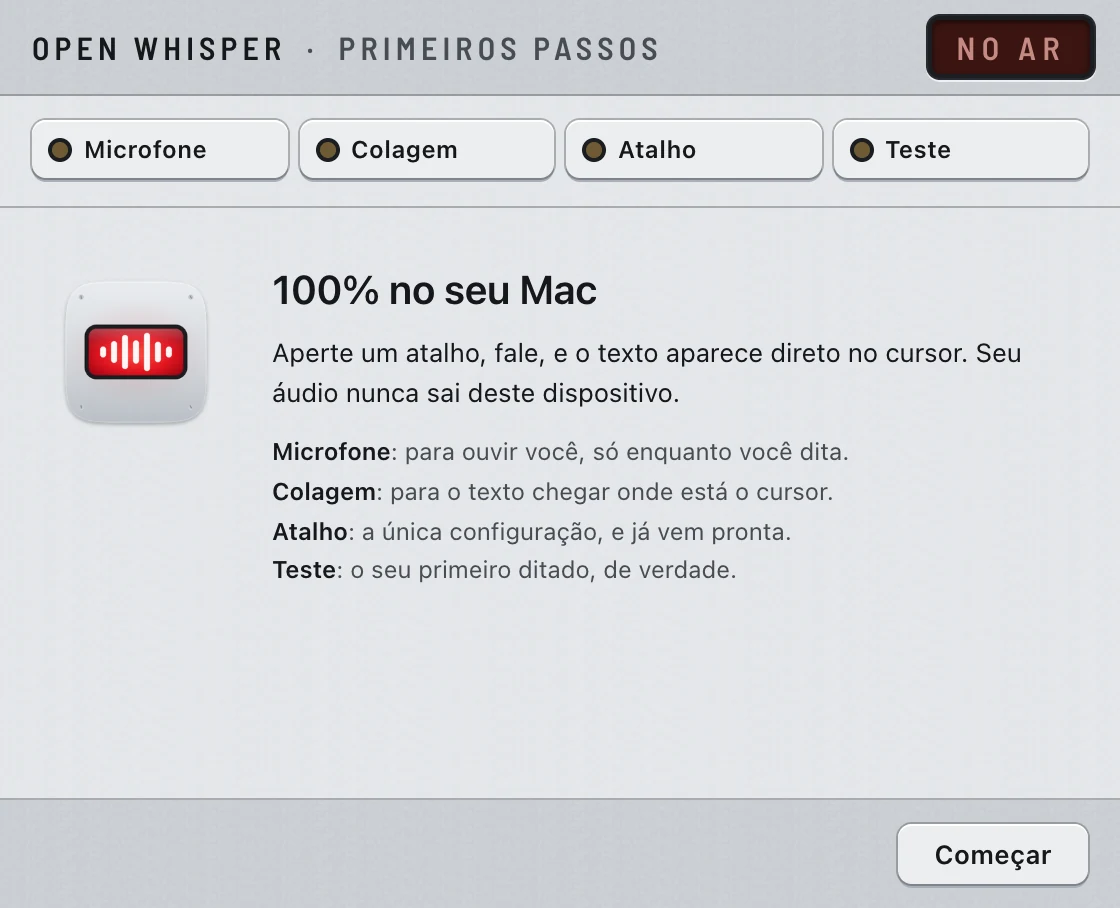 OPEN WHISPER · PRIMEIROS PASSOS
NO AR
Microfone
Colagem
Atalho
Teste
100% no seu Mac
Aperte um atalho, fale, e o texto aparece direto no cursor. Seu
áudio nunca sai deste dispositivo.
Microfone: para ouvir você, só enquanto você dita.
Colagem: para o texto chegar onde está o cursor.
Atalho: a única configuração, e já vem pronta.
Teste: o seu primeiro ditado, de verdade.
Começar